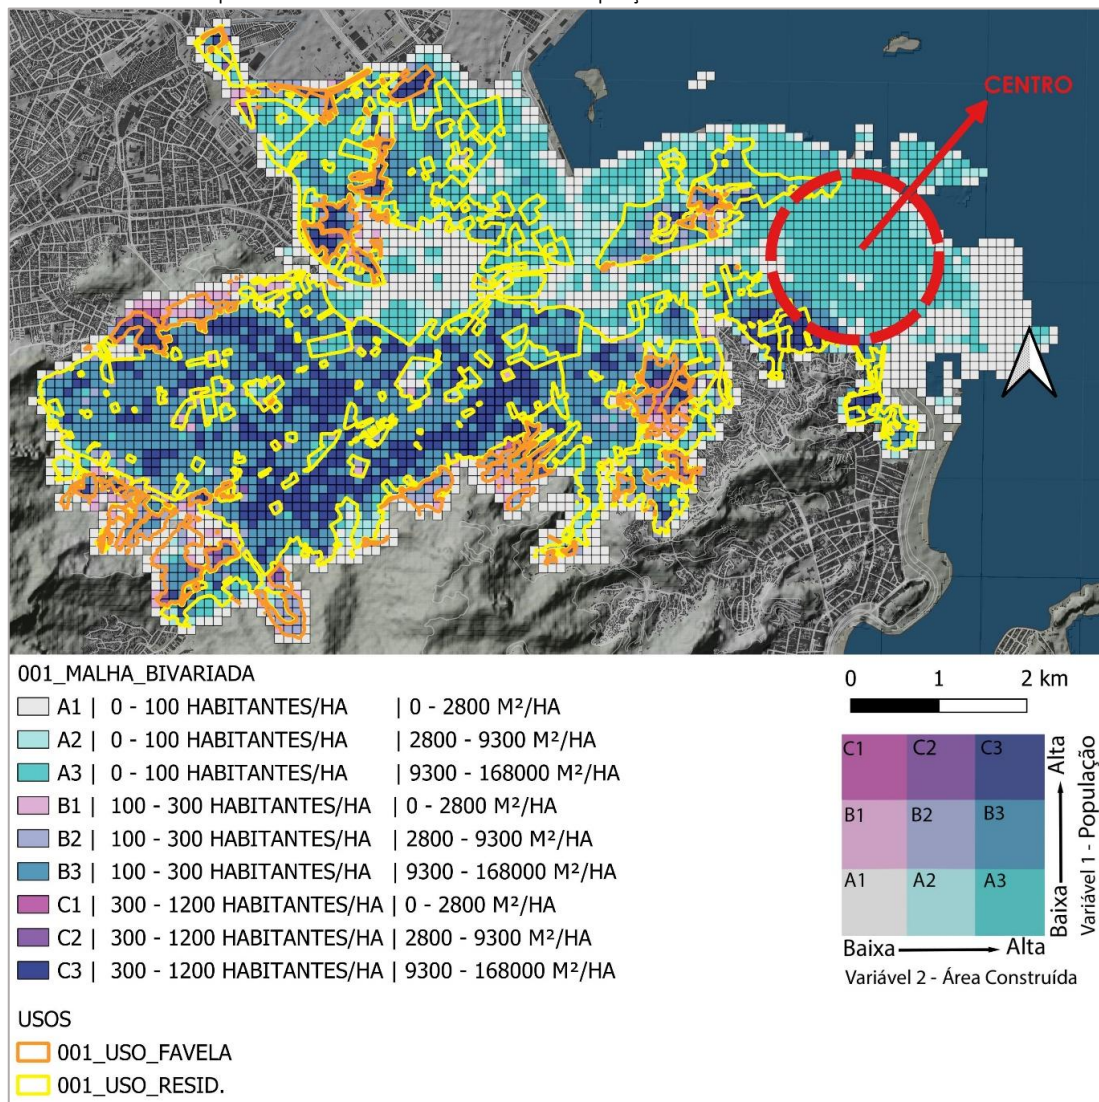 CENTRO
001_MALHA_BIVARIADA
A1 | 0 - 100 HABITANTES/HA | 0 - 2800 M²/HA
A2 | 0 - 100 HABITANTES/HA | 2800 - 9300 M²/HA
A3 | 0 - 100 HABITANTES/HA | 9300 - 168000 M²/HA
B1 | 100 - 300 HABITANTES/HA | 0 - 2800 M²/HA
B2 | 100 - 300 HABITANTES/HA | 2800 - 9300 M²/HA
B3 | 100 - 300 HABITANTES/HA | 9300 - 168000 M²/HA
C1 | 300 - 1200 HABITANTES/HA | 0 - 2800 M²/HA
C2 | 300 - 1200 HABITANTES/HA | 2800 - 9300 M²/HA
C3 | 300 - 1200 HABITANTES/HA | 9300 - 168000 M²/HA
USOS
001_USO_FAVELA
001_USO_RESID.
0 1 2 km
C1 C2 C3
B1 B2 B3
A1 A2 A3
Baixa Alta
Variável 1 - População
Baixa Alta
Variável 2 - Área Construída